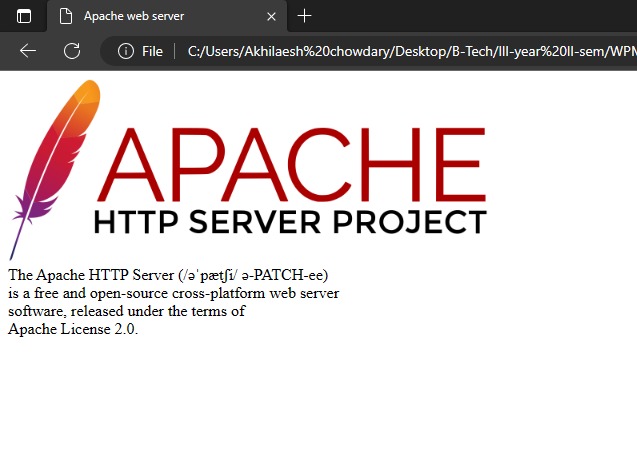 Apache web server
File
C:/Users/Akhilaesh%20chowdary/Desktop/B-Tech/III-year%20II-sem/WPM
APACHE
HTTP SERVER PROJECT
The Apache HTTP Server (/əˈpætʃi/ ə-PATCH-ee)
is a free and open-source cross-platform web server
software, released under the terms of
Apache License 2.0.